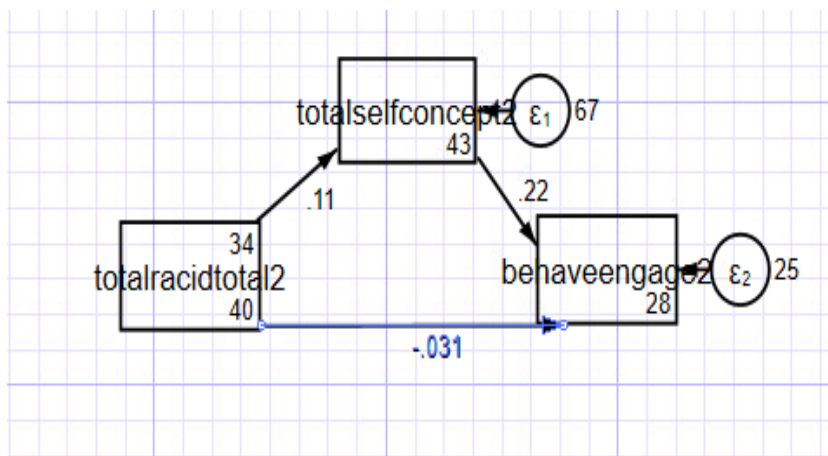 totalselfconcept2
43
ε1
67
.11
.22
34
totalracidtotal2
40
behaveengage2
28
ε2
25
-.031